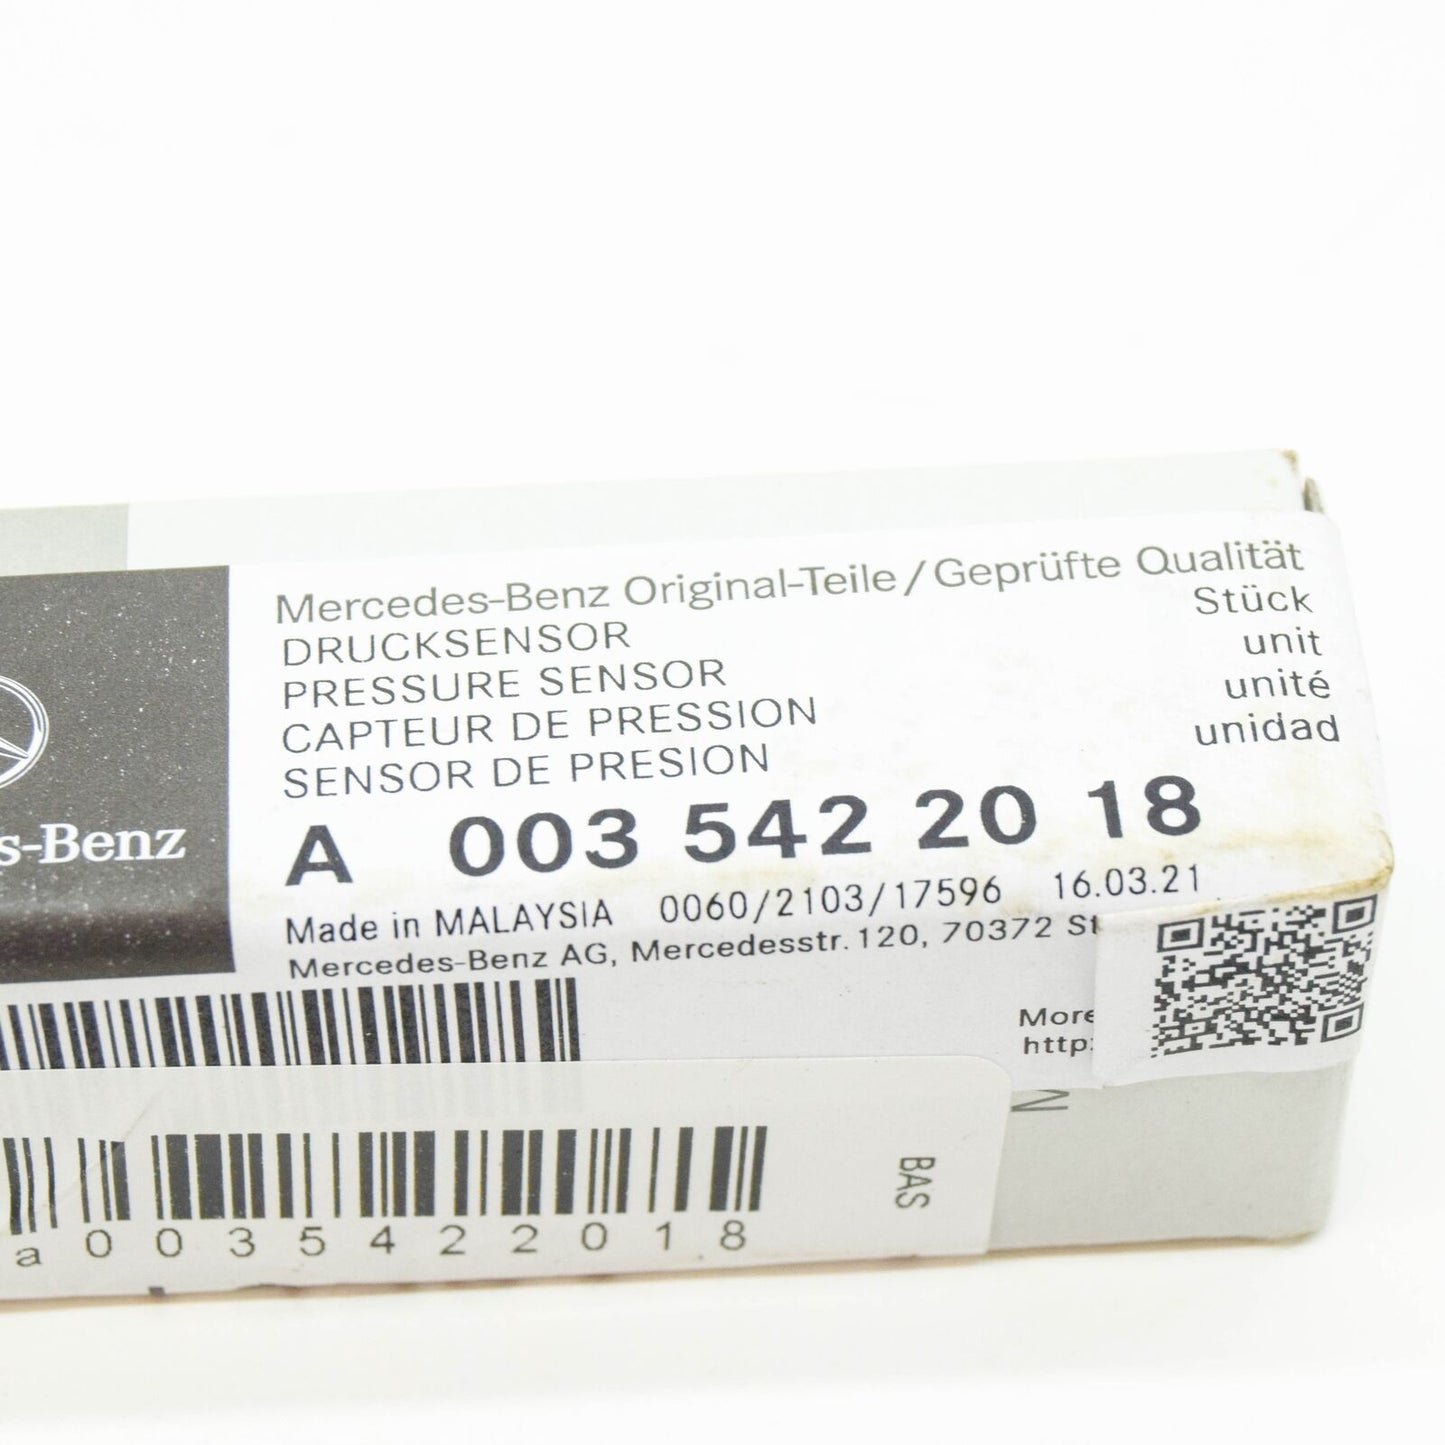 Mercedes-Benz Original-Teile/Geprüfte Qualität
DRUCKSENSOR Stück
PRESSURE SENSOR unit
CAPTEUR DE PRESSION unité
SENSOR DE PRESION unidad
A 003 542 20 18
Made in MALAYSIA 0060/2103/17596 16.03.21
Mercedes-Benz AG, Mercedesstr. 120, 70372 St
s-Benz
More
http:
N
BAS
a0035422018